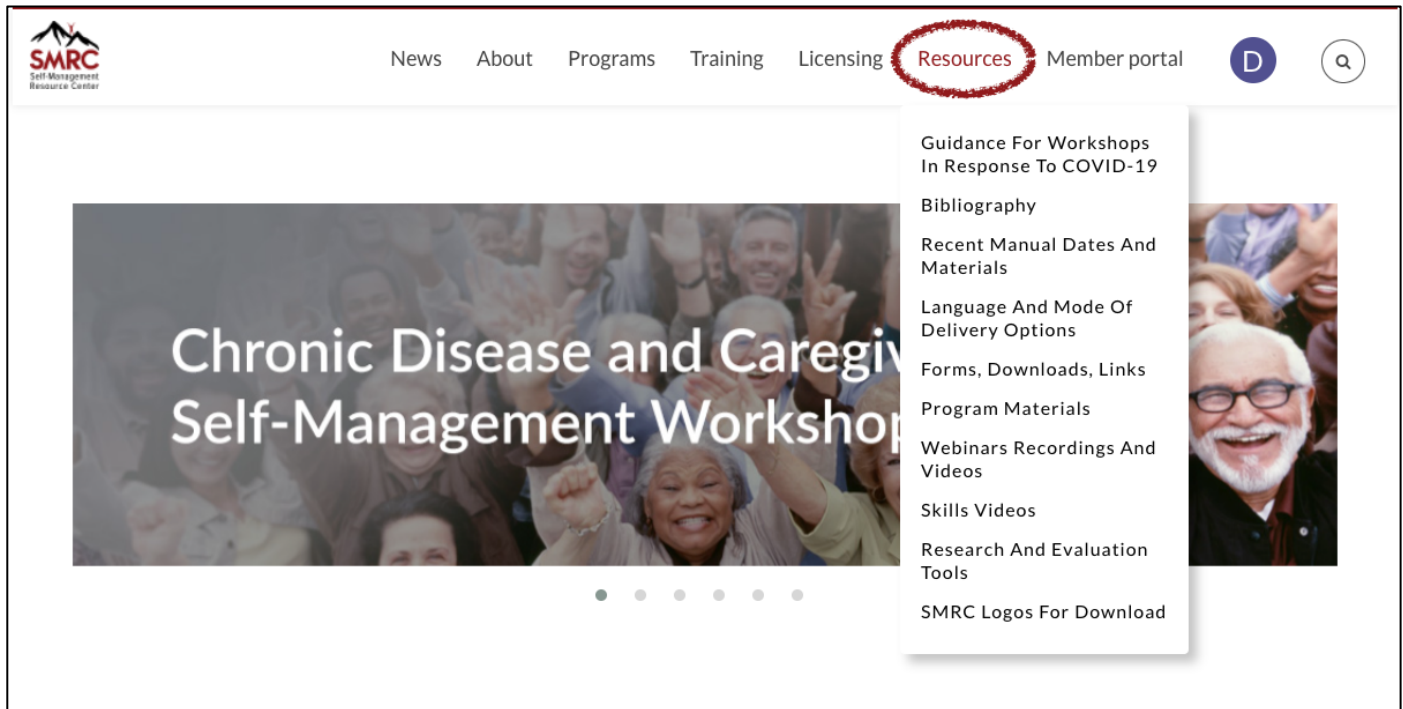 SMRC
Self-Management
Resource Center
News About Programs Training Licensing Resources Member portal D
Guidance For Workshops
In Response To COVID-19
Bibliography
Recent Manual Dates And
Materials
Language And Mode Of
Delivery Options
Forms, Downloads, Links
Program Materials
Webinars Recordings And
Videos
Skills Videos
Research And Evaluation
Tools
SMRC Logos For Download
Chronic Disease and Caregiv
Self-Management Workshop